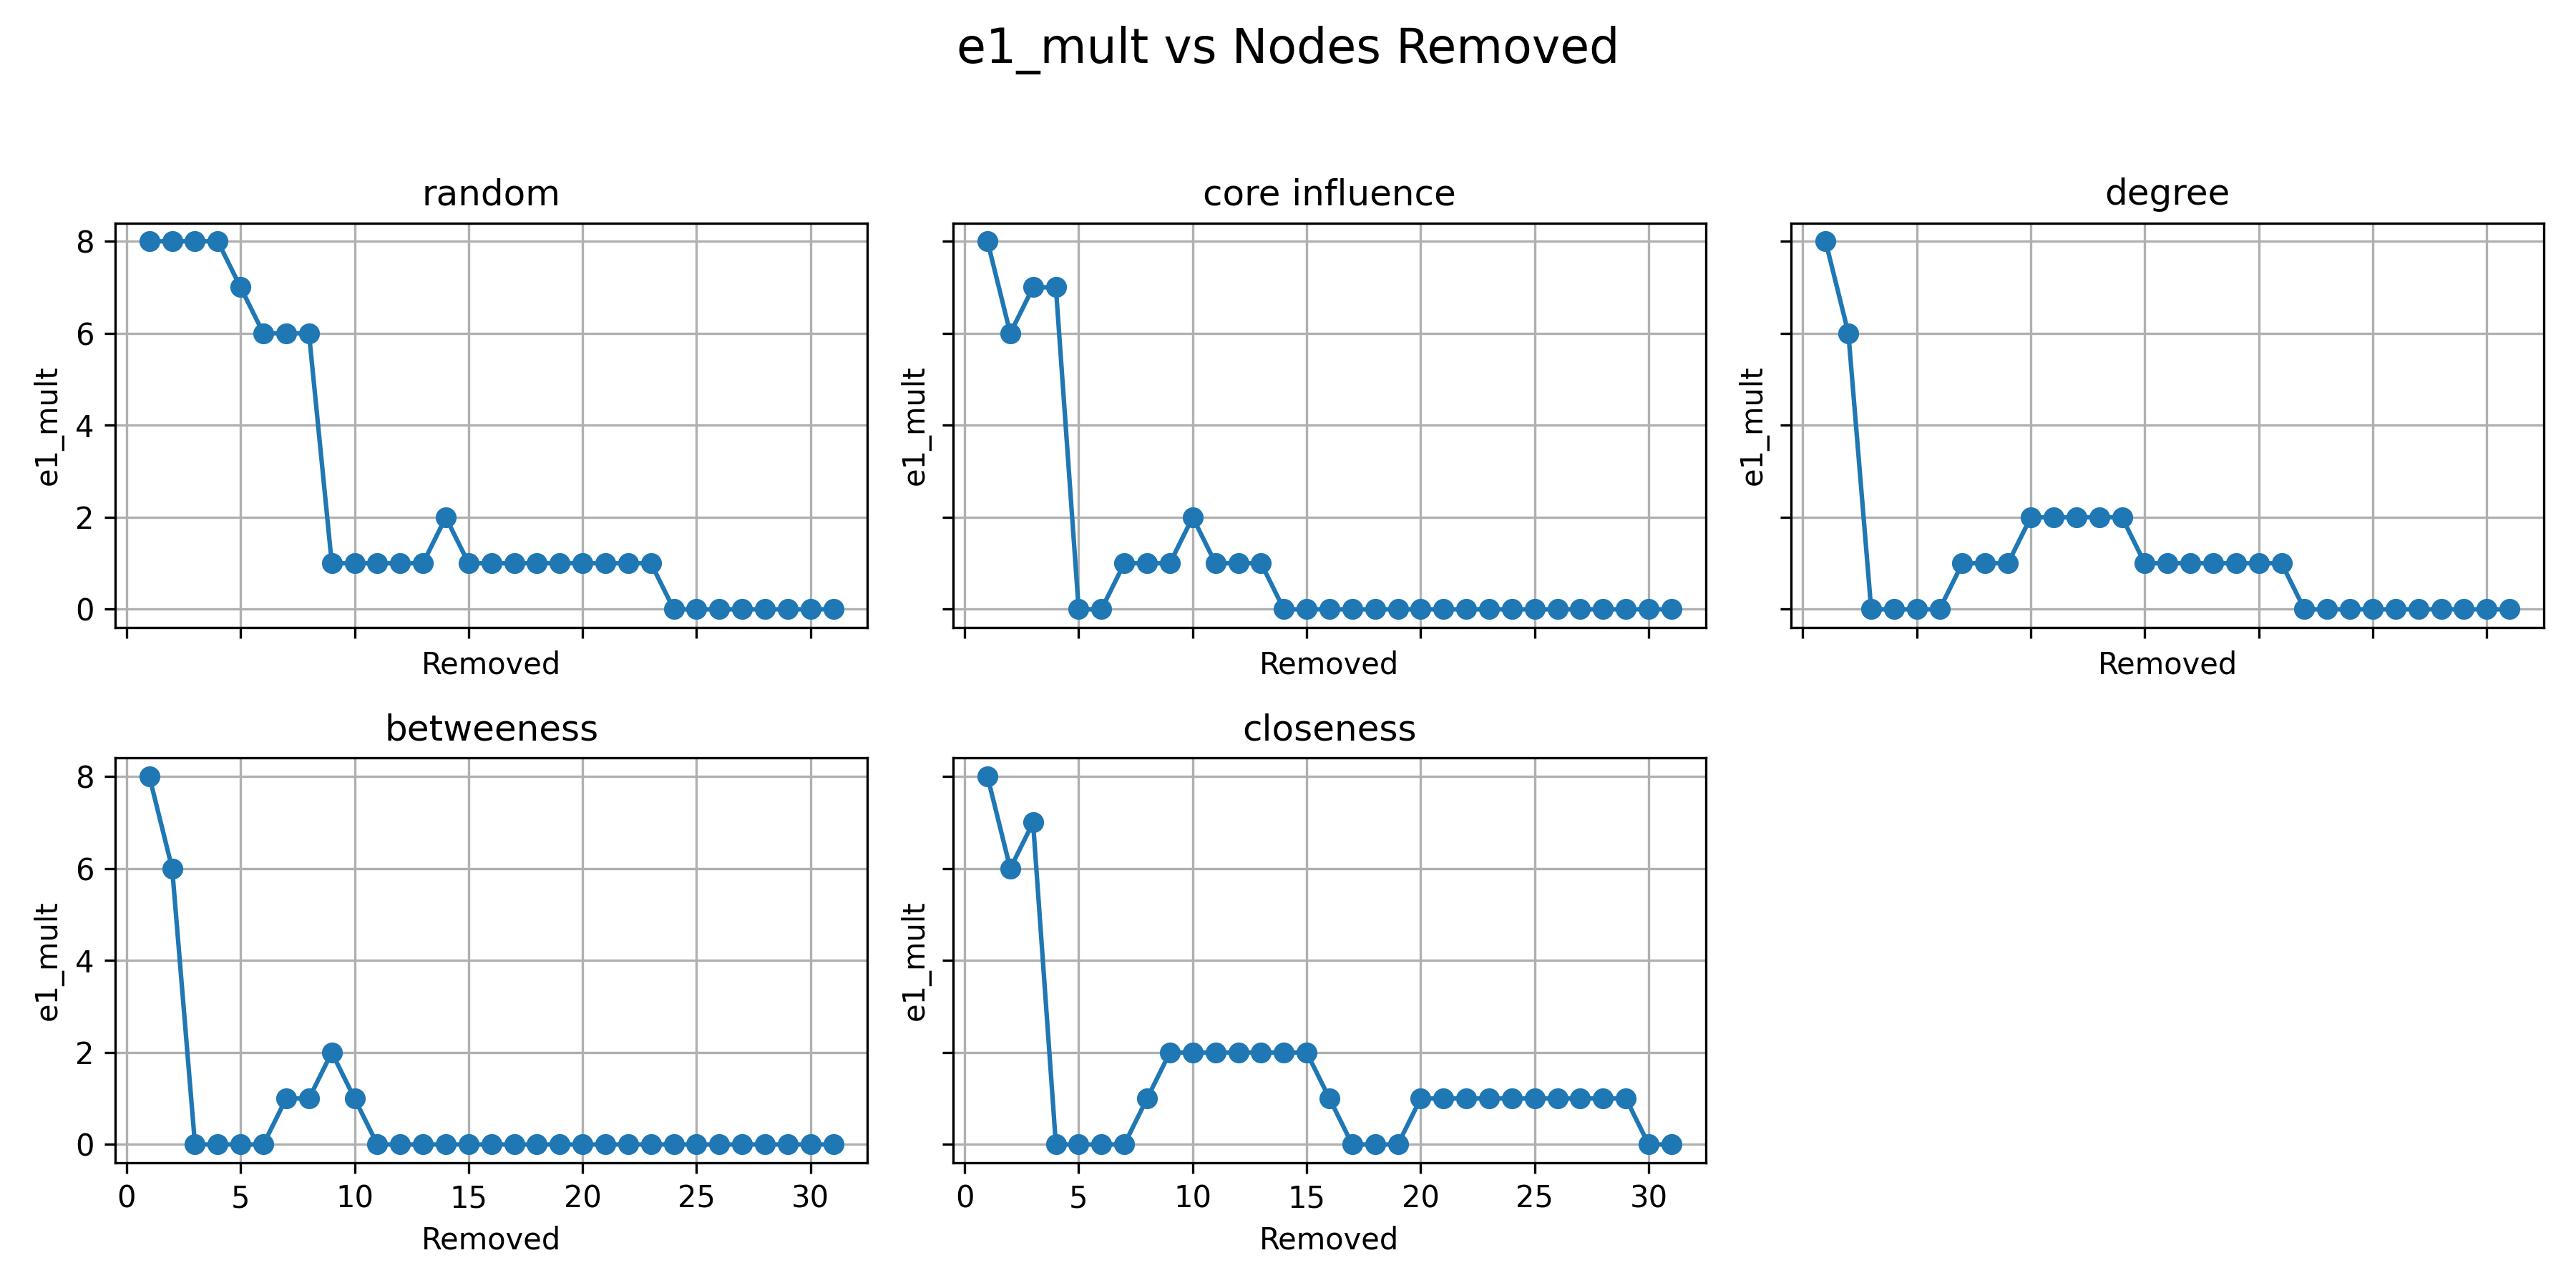 e1_mult vs Nodes Removed
random
core influence
degree
8
6
4
2
0
e1_mult
e1_mult
e1_mult
Removed
Removed
Removed
betweeness
closeness
8
6
4
2
0
e1_mult
e1_mult
0 5 10 15 20 25 30
0 5 10 15 20 25 30
Removed
Removed